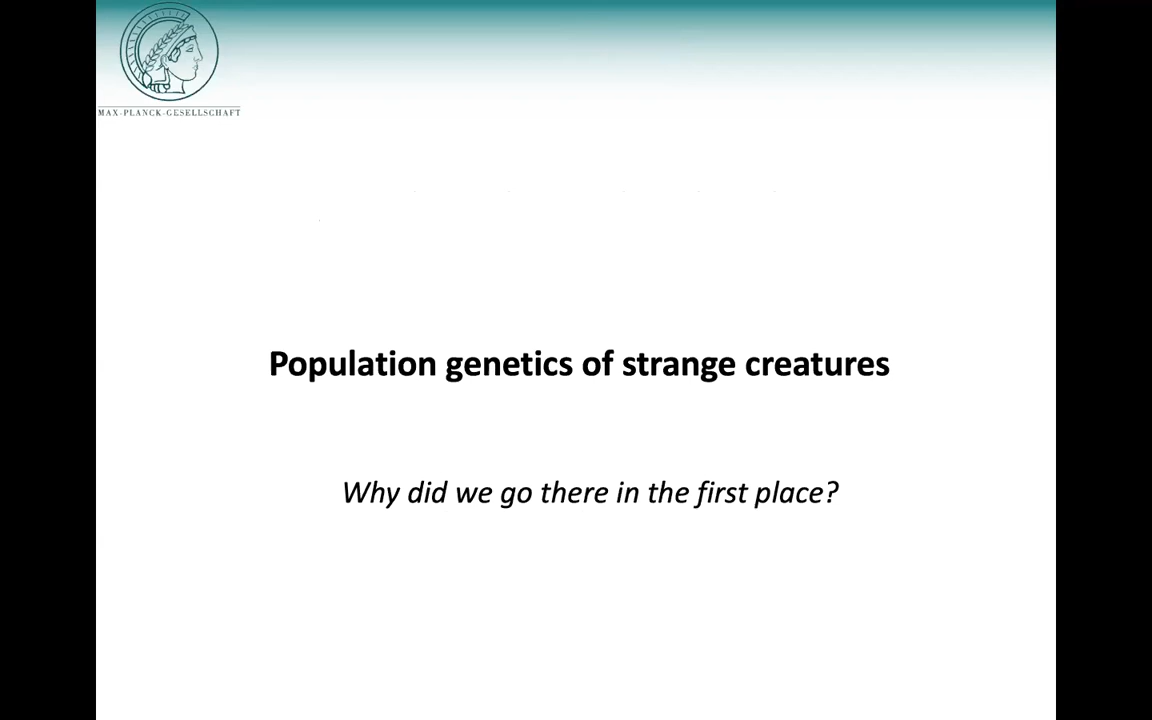 MAX-PLANCK-GESELLSCHAFT
Population genetics of strange creatures
Why did we go there in the first place?